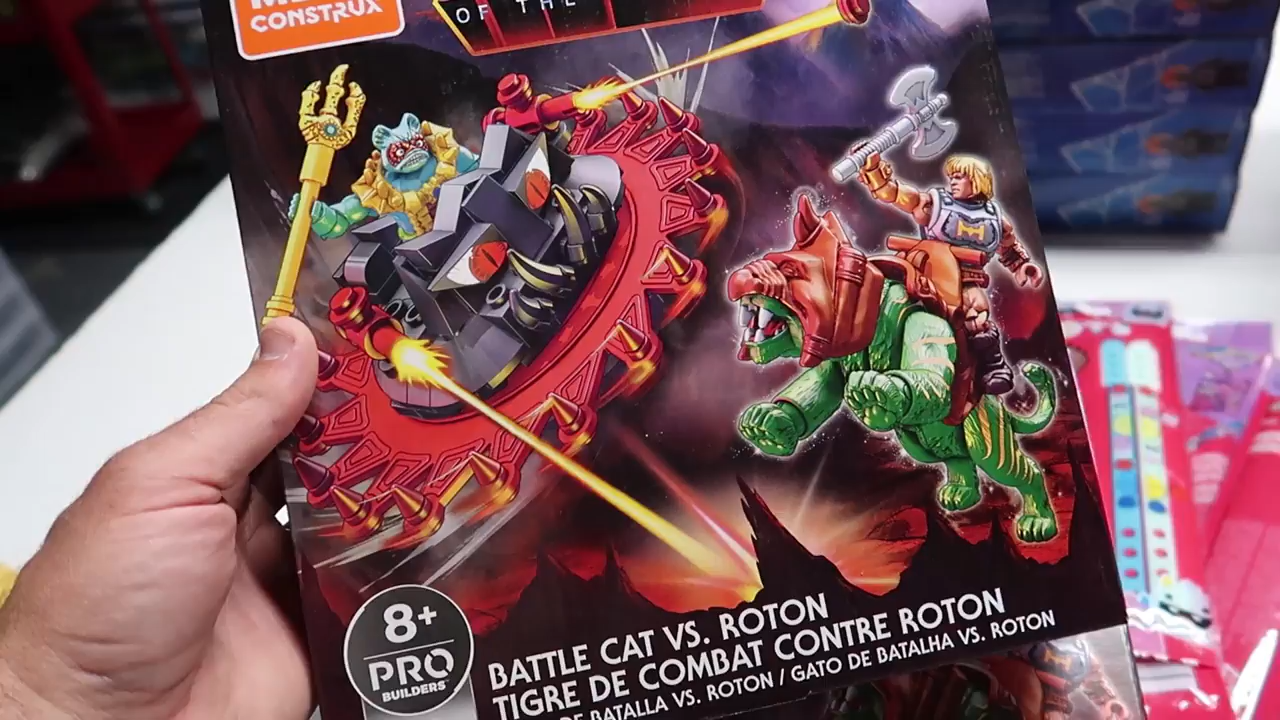 CONSTRUX
OF THE
8+
PRO
BUILDERS
BATTLE CAT VS. ROTON
TIGRE DE COMBAT CONTRE ROTON
DE BATALLA VS. ROTON / GATO DE BATALHA VS. ROTON